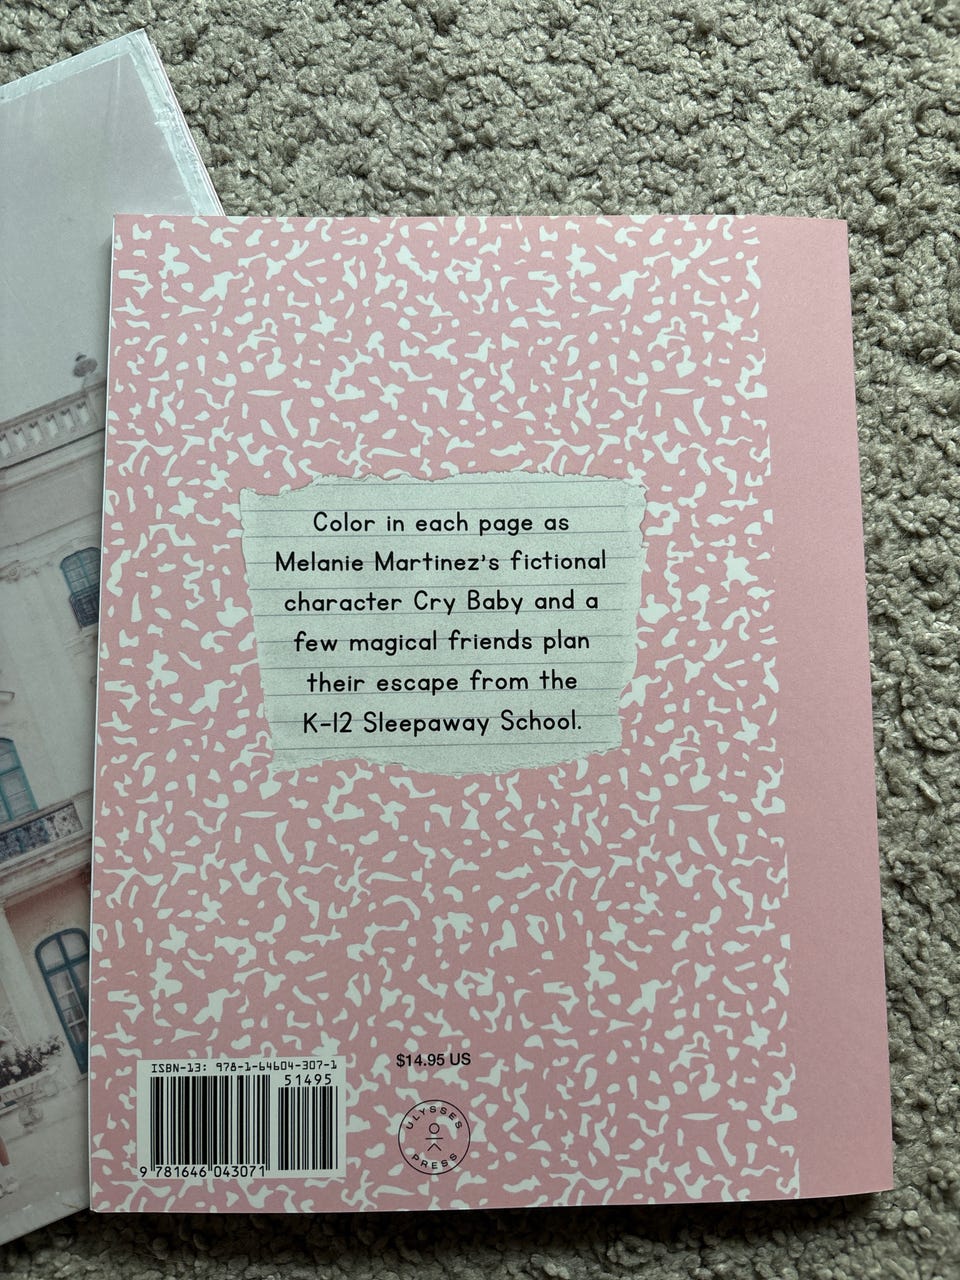 Color in each page as
Melanie Martinez's fictional
character Cry Baby and a
few magical friends plan
their escape from the
K-12 Sleepaway School.
$14.95 US
ISBN-13: 978-1-64604-307-1
51495
9 781646 043071
ULYSSES
PRESS